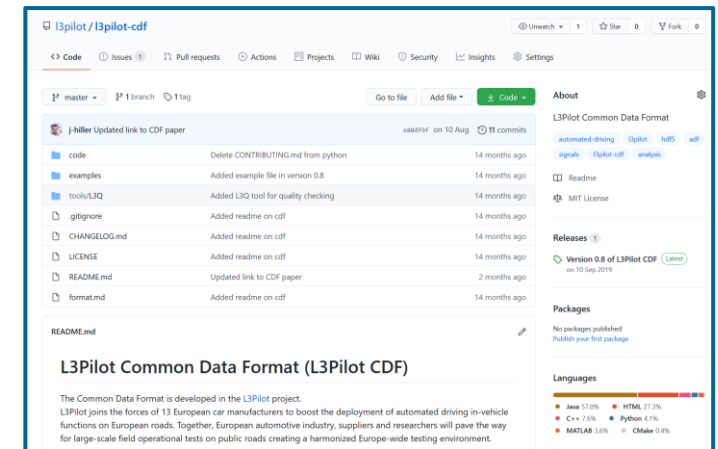 l3pilot / l3pilot-cdf
Unwatch 1 Star 0 Fork 0
Code Issues 1 Pull requests Actions Projects Wiki Security Insights Settings
master 1 branch 1 tag Go to file Add file Code
j-hiller Updated link to CDF paper on 10 Aug 11 commits
code Delete CONTRIBUTING.md from python 14 months ago
examples Added example file in version 0.8 14 months ago
tools/L3Q Added L3Q tool for quality checking 14 months ago
.gitignore Added readme on cdf 14 months ago
CHANGELOG.md Added readme on cdf 14 months ago
LICENSE Added readme on cdf 14 months ago
README.md Updated link to CDF paper 2 months ago
format.md Added readme on cdf 14 months ago
README.md
L3Pilot Common Data Format (L3Pilot CDF)
The Common Data Format is developed in the L3Pilot project.
L3Pilot joins the forces of 13 European car manufacturers to boost the deployment of automated driving in-vehicle
functions on European roads. Together, European automotive industry, suppliers and researchers will pave the way
for large-scale field operational tests on public roads creating a harmonized Europe-wide testing environment.
About
L3Pilot Common Data Format
automated-driving l3pilot hdf5 adf
signals l3pilot-cdf analysis
Readme
MIT License
Releases 1
Version 0.8 of L3Pilot CDF Latest
on 10 Sep 2019
Packages
No packages published
Publish your first package
Languages
Java 57.0% HTML 27.3%
C++ 7.6% Python 4.1%
MATLAB 3.6% CMake 0.4%